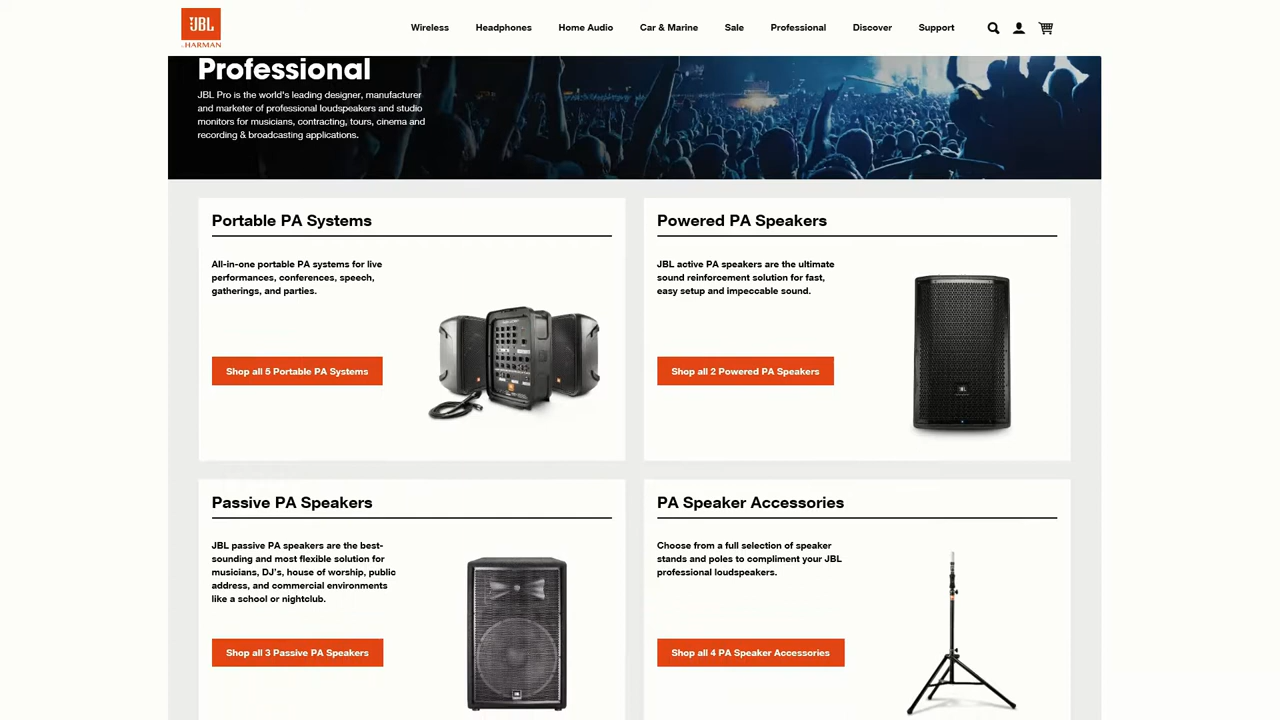 JBL
by HARMAN
Wireless Headphones Home Audio Car & Marine Sale Professional Discover Support
Professional
JBL Pro is the world's leading designer, manufacturer
and marketer of professional loudspeakers and studio
monitors for musicians, contracting, tours, cinema and
recording & broadcasting applications.
Portable PA Systems
All-in-one portable PA systems for live
performances, conferences, speech,
gatherings, and parties.
Shop all 5 Portable PA Systems
Powered PA Speakers
JBL active PA speakers are the ultimate
sound reinforcement solution for fast,
easy setup and impeccable sound.
Shop all 2 Powered PA Speakers
JBL
Passive PA Speakers
JBL passive PA speakers are the best-
sounding and most flexible solution for
musicians, DJ's, house of worship, public
address, and commercial environments
like a school or nightclub.
Shop all 3 Passive PA Speakers
JBL
PA Speaker Accessories
Choose from a full selection of speaker
stands and poles to compliment your JBL
professional loudspeakers.
Shop all 4 PA Speaker Accessories